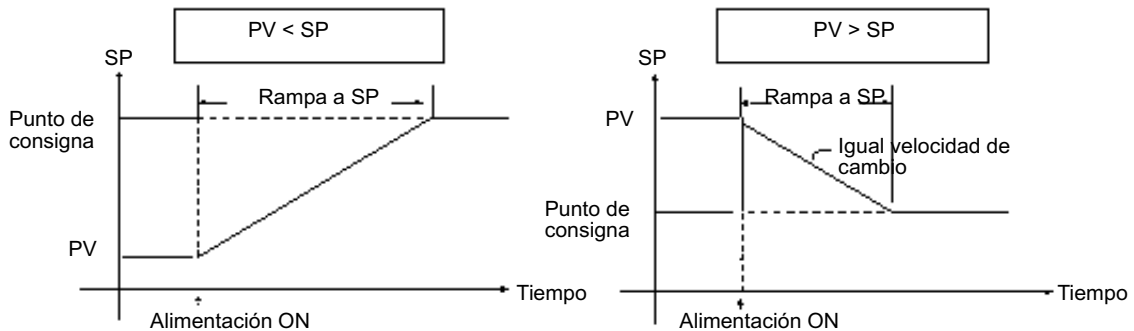 PV < SP
SP
Rampa a SP
Punto de
consigna
PV
Tiempo
Alimentación ON
PV > SP
SP
Rampa a SP
PV
Igual velocidad de
cambio
Punto de
consigna
Tiempo
Alimentación ON